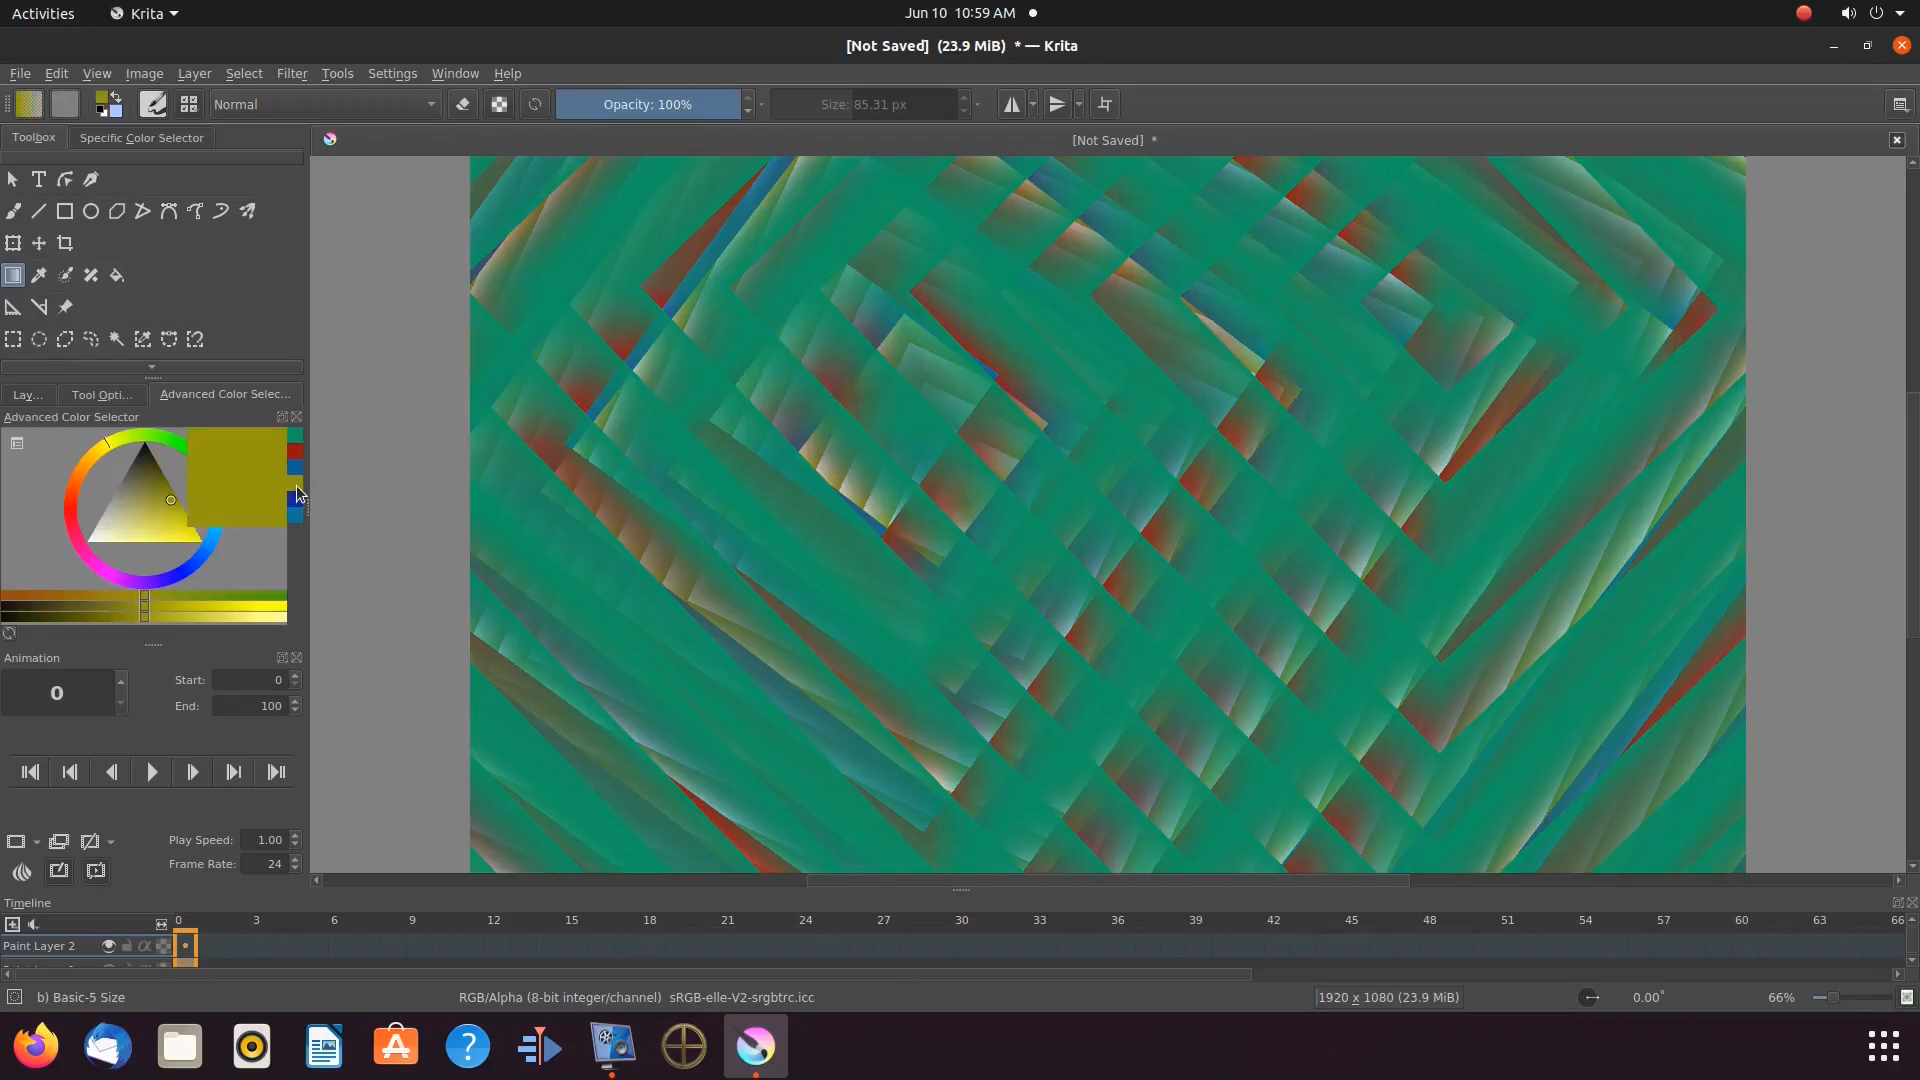 Activities
Krita
Jun 10 10:59 AM
[Not Saved] (23.9 MiB) * — Krita
File Edit View Image Layer Select Filter Tools Settings Window Help
Normal
Opacity: 100%
Size: 85.31 px
Toolbox
Specific Color Selector
[Not Saved] *
Lay...
Tool Opti...
Advanced Color Selec...
Advanced Color Selector
Animation
0
Start: 0
End: 100
Play Speed: 1.00
Frame Rate: 24
Timeline
0 3 6 9 12 15 18 21 24 27 30 33 36 39 42 45 48 51 54 57 60 63 66
Paint Layer 2
b) Basic-5 Size
RGB/Alpha (8-bit integer/channel) sRGB-elle-V2-srgbtrc.icc
1920 x 1080 (23.9 MiB)
0.00°
66%